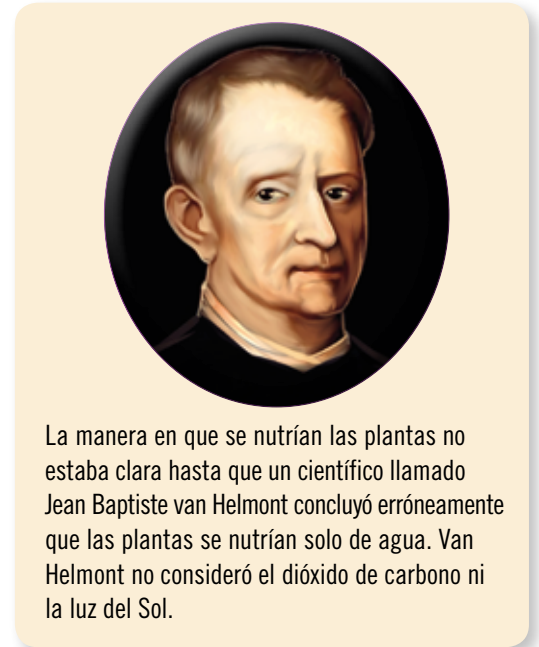 La manera en que se nutrían las plantas no
estaba clara hasta que un científico llamado
Jean Baptiste van Helmont concluyó erróneamente
que las plantas se nutrían solo de agua. Van
Helmont no consideró el dióxido de carbono ni
la luz del Sol.